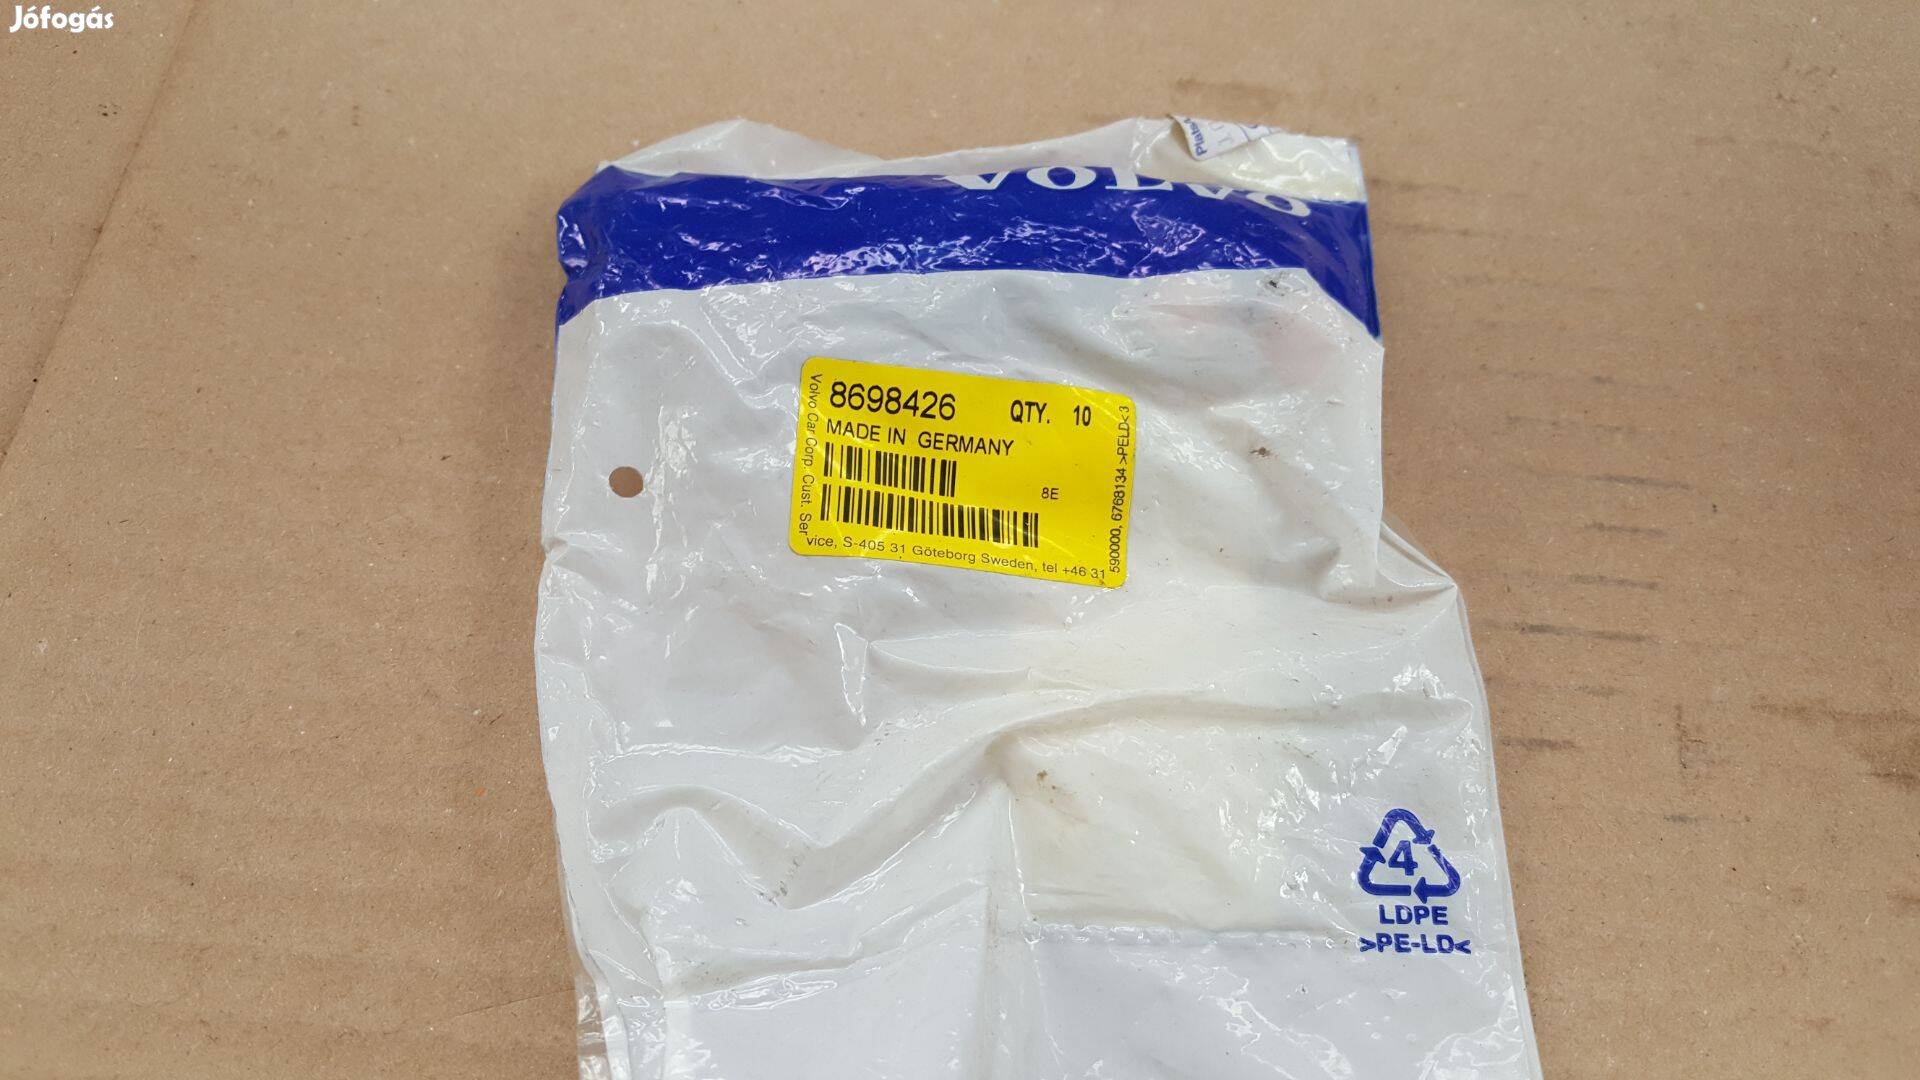 Jófogás
VOLVO
8698426 QTY. 10
MADE IN GERMANY
8E
Volvo Car Corp. Cust. Service, S-405 31 Göteborg Sweden, tel +46 31 590000, 6768134 >PELD< 3
4
LDPE
>PE-LD<